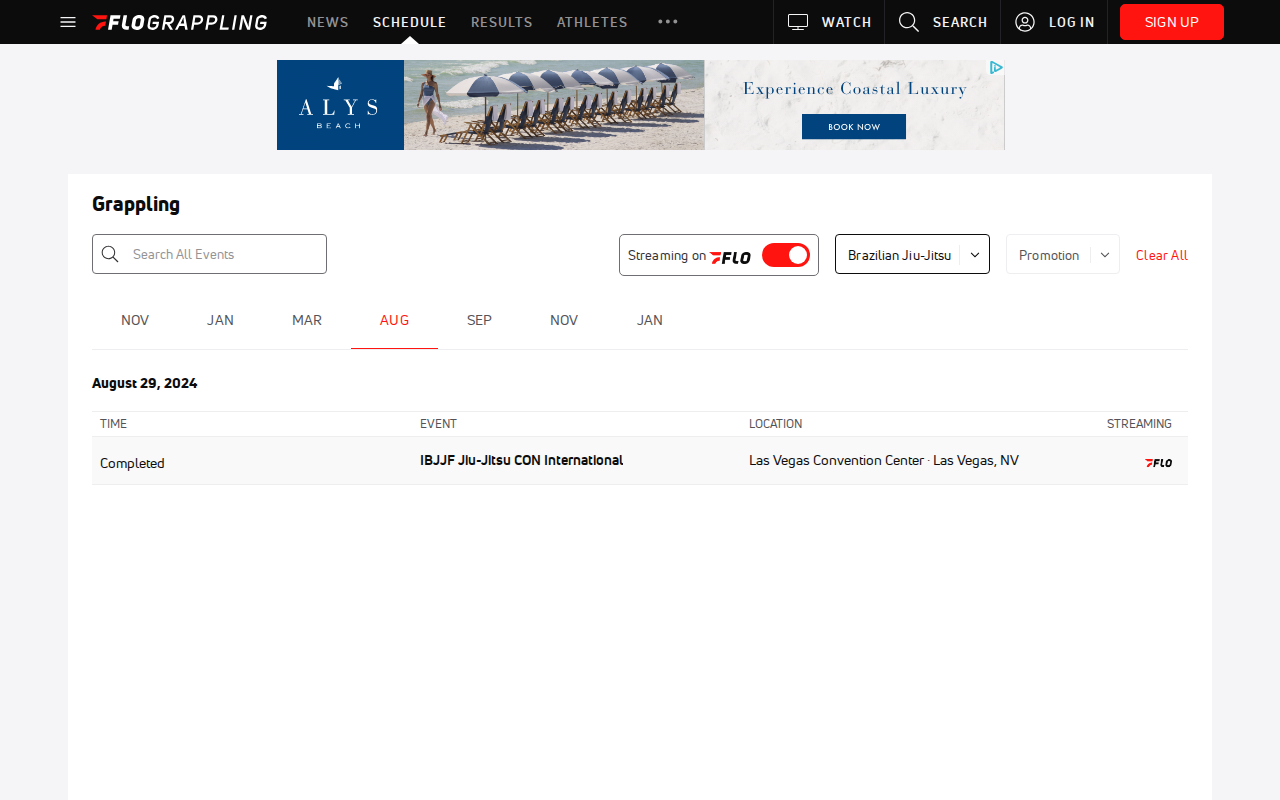 FLOGRAPPLING NEWS SCHEDULE RESULTS ATHLETES WATCH SEARCH LOG IN SIGN UP
ALYS
BEACH
Experience Coastal Luxury
BOOK NOW
Grappling
Search All Events Streaming on FLO Brazilian Jiu-Jitsu Promotion Clear All
NOV JAN MAR AUG SEP NOV JAN
August 29, 2024
TIME EVENT LOCATION STREAMING
Completed IBJJF Jiu-Jitsu CON International Las Vegas Convention Center · Las Vegas, NV FLO